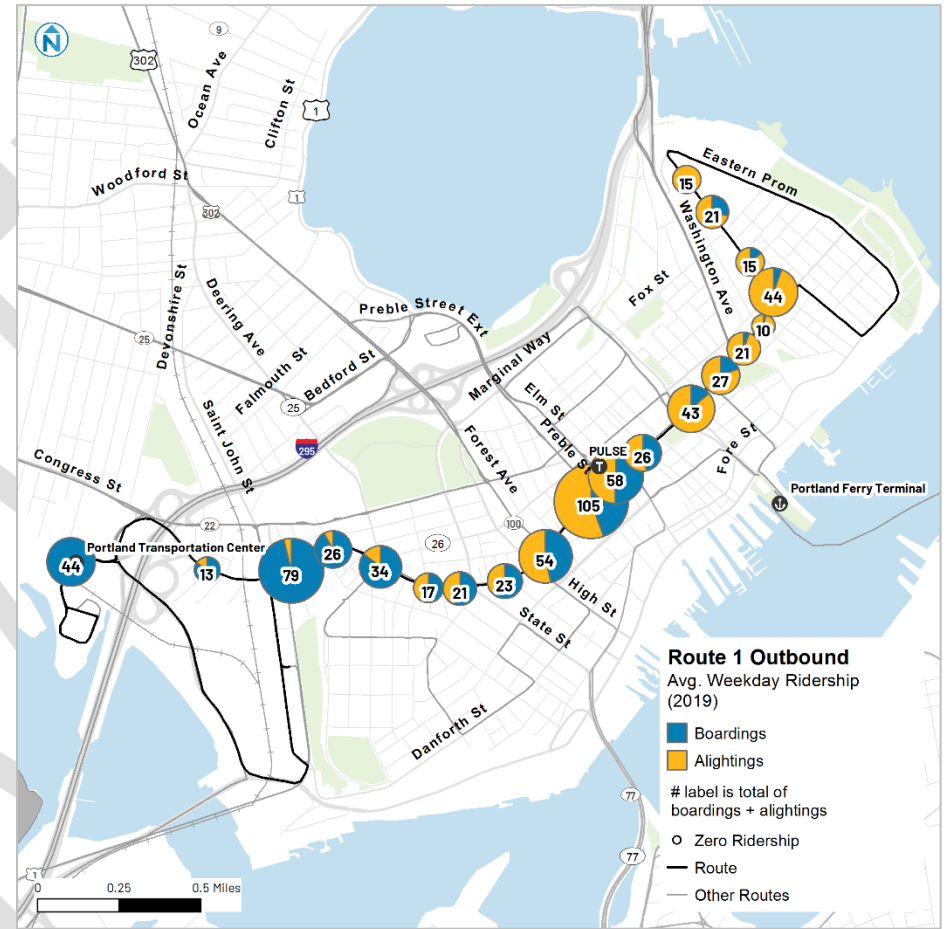 N
9
302
Ocean Ave
Clifton St
1
Woodford St
1
302
Eastern Prom
15
21
Washington Ave
15
44
Fox St
Devonshire St
Deering Ave
Preble Street Ext
10
25
Marginal Way
21
Falmouth St
Bedford St
27
25
Elm St
43
Saint John St
Preble St
295
Forest Ave
PULSE
T
26
Fore St
58
Congress St
105
Portland Ferry Terminal
22
100
26
Portland Transportation Center
44
13
79
26
34
54
17
21
23
High St
State St
Danforth St
Route 1 Outbound
Avg. Weekday Ridership
(2019)
Boardings
Alightings
# label is total of
boardings + alightings
Zero Ridership
Route
Other Routes
77
77
1
0 0.25 0.5 Miles